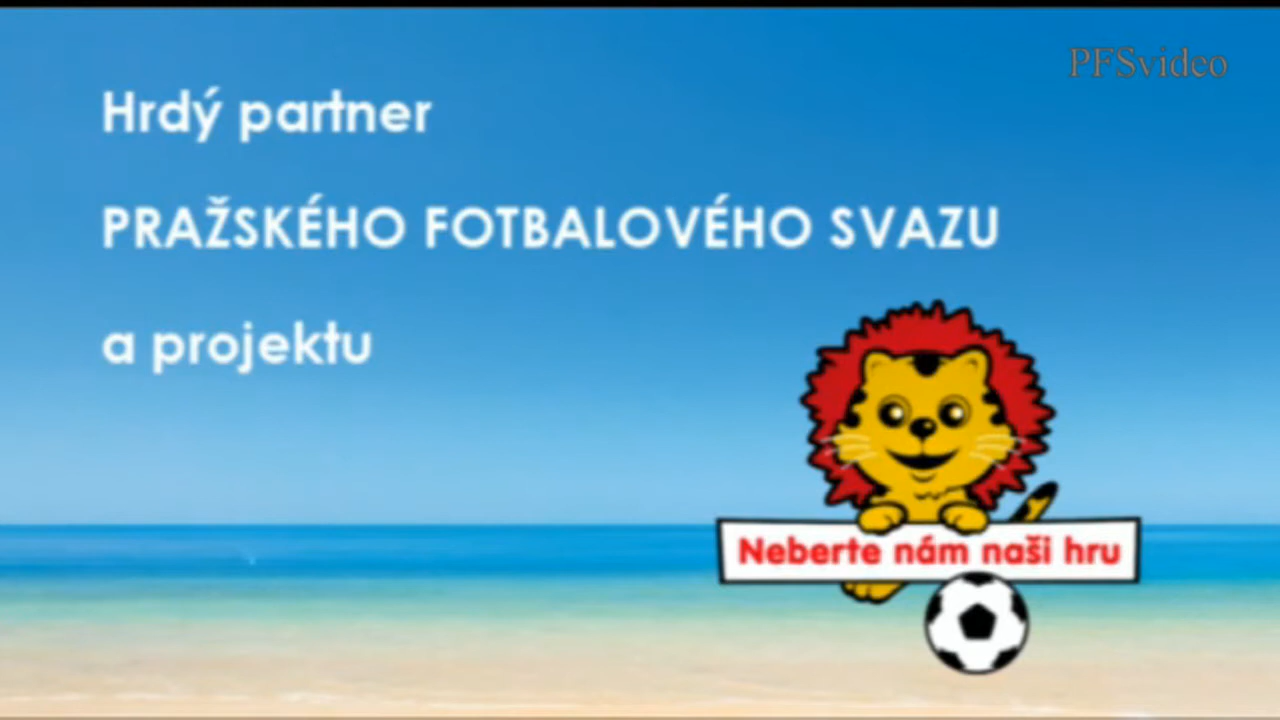 PFSvideo
Hrdý partner
PRAŽSKÉHO FOTBALOVÉHO SVAZU
a projektu
Neberte nám naši hru